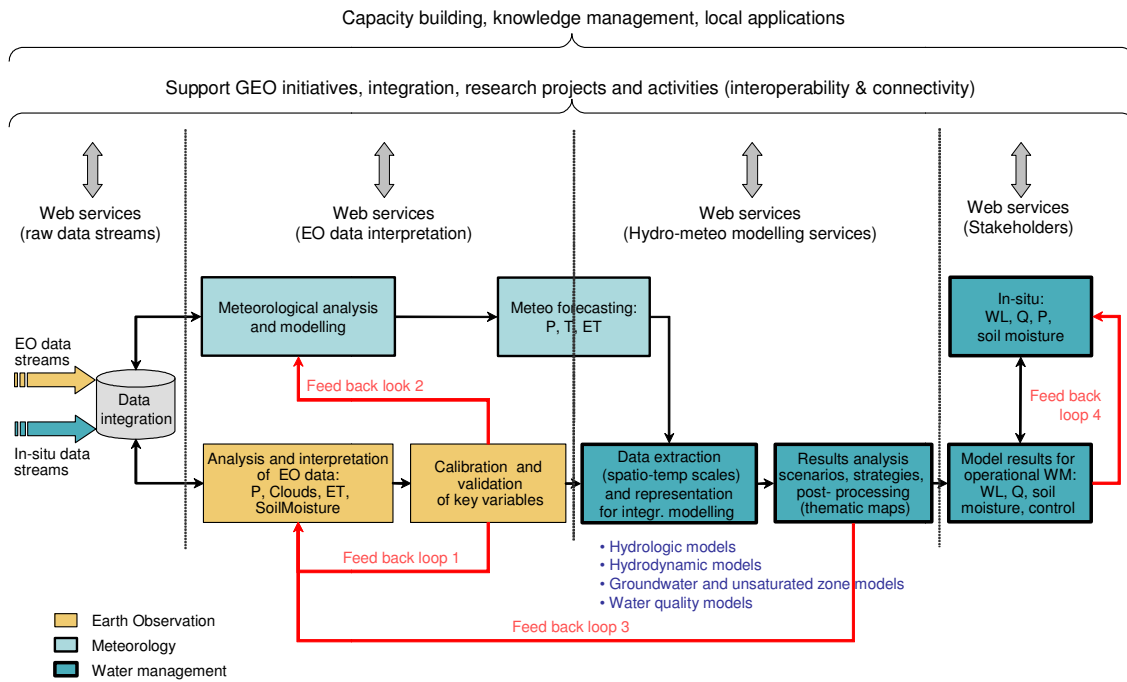 Capacity building, knowledge management, local applications
Support GEO initiatives, integration, research projects and activities (interoperability & connectivity)
Web services
(raw data streams)
Web services
(EO data interpretation)
Web services
(Hydro-meteo modelling services)
Web services
(Stakeholders)
Meteorological analysis
and modelling
Meteo forecasting:
P, T, ET
In-situ:
WL, Q, P,
soil moisture
EO data
streams
Data
integration
In-situ data
streams
Feed back look 2
Feed back
loop 4
Analysis and interpretation
of EO data:
P, Clouds, ET,
SoilMoisture
Calibration and
validation
of key variables
Data extraction
(spatio-temp scales)
and representation
for integr. modelling
Results analysis
scenarios, strategies,
post- processing
(thematic maps)
Model results for
operational WM:
WL, Q, soil
moisture, control
Feed back loop 1
• Hydrologic models
• Hydrodynamic models
• Groundwater and unsaturated zone models
• Water quality models
Feed back loop 3
Earth Observation
Meteorology
Water management